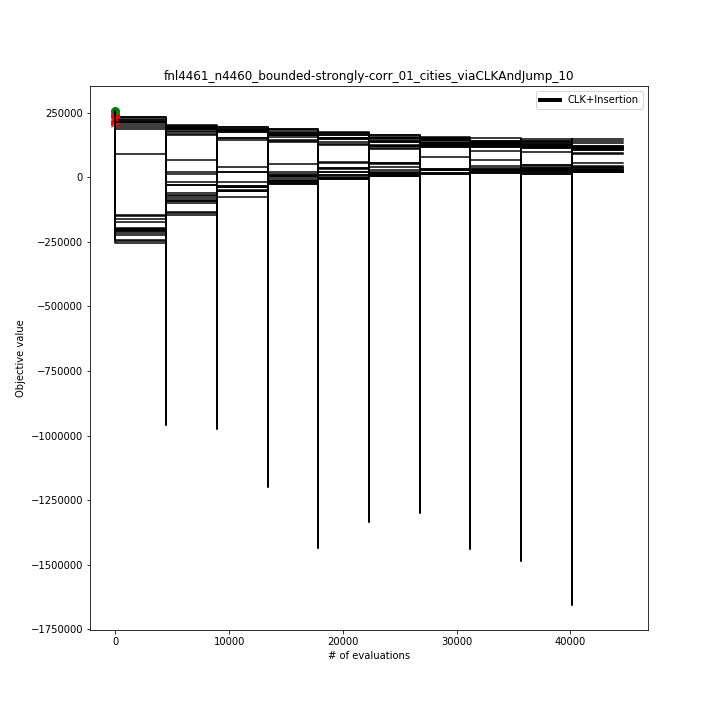 fnl4461_n4460_bounded-strongly-corr_01_cities_viaCLKAndJump_10
CLK+Insertion
Objective value
250000
0
−250000
−500000
−750000
−1000000
−1250000
−1500000
−1750000
0 10000 20000 30000 40000
# of evaluations